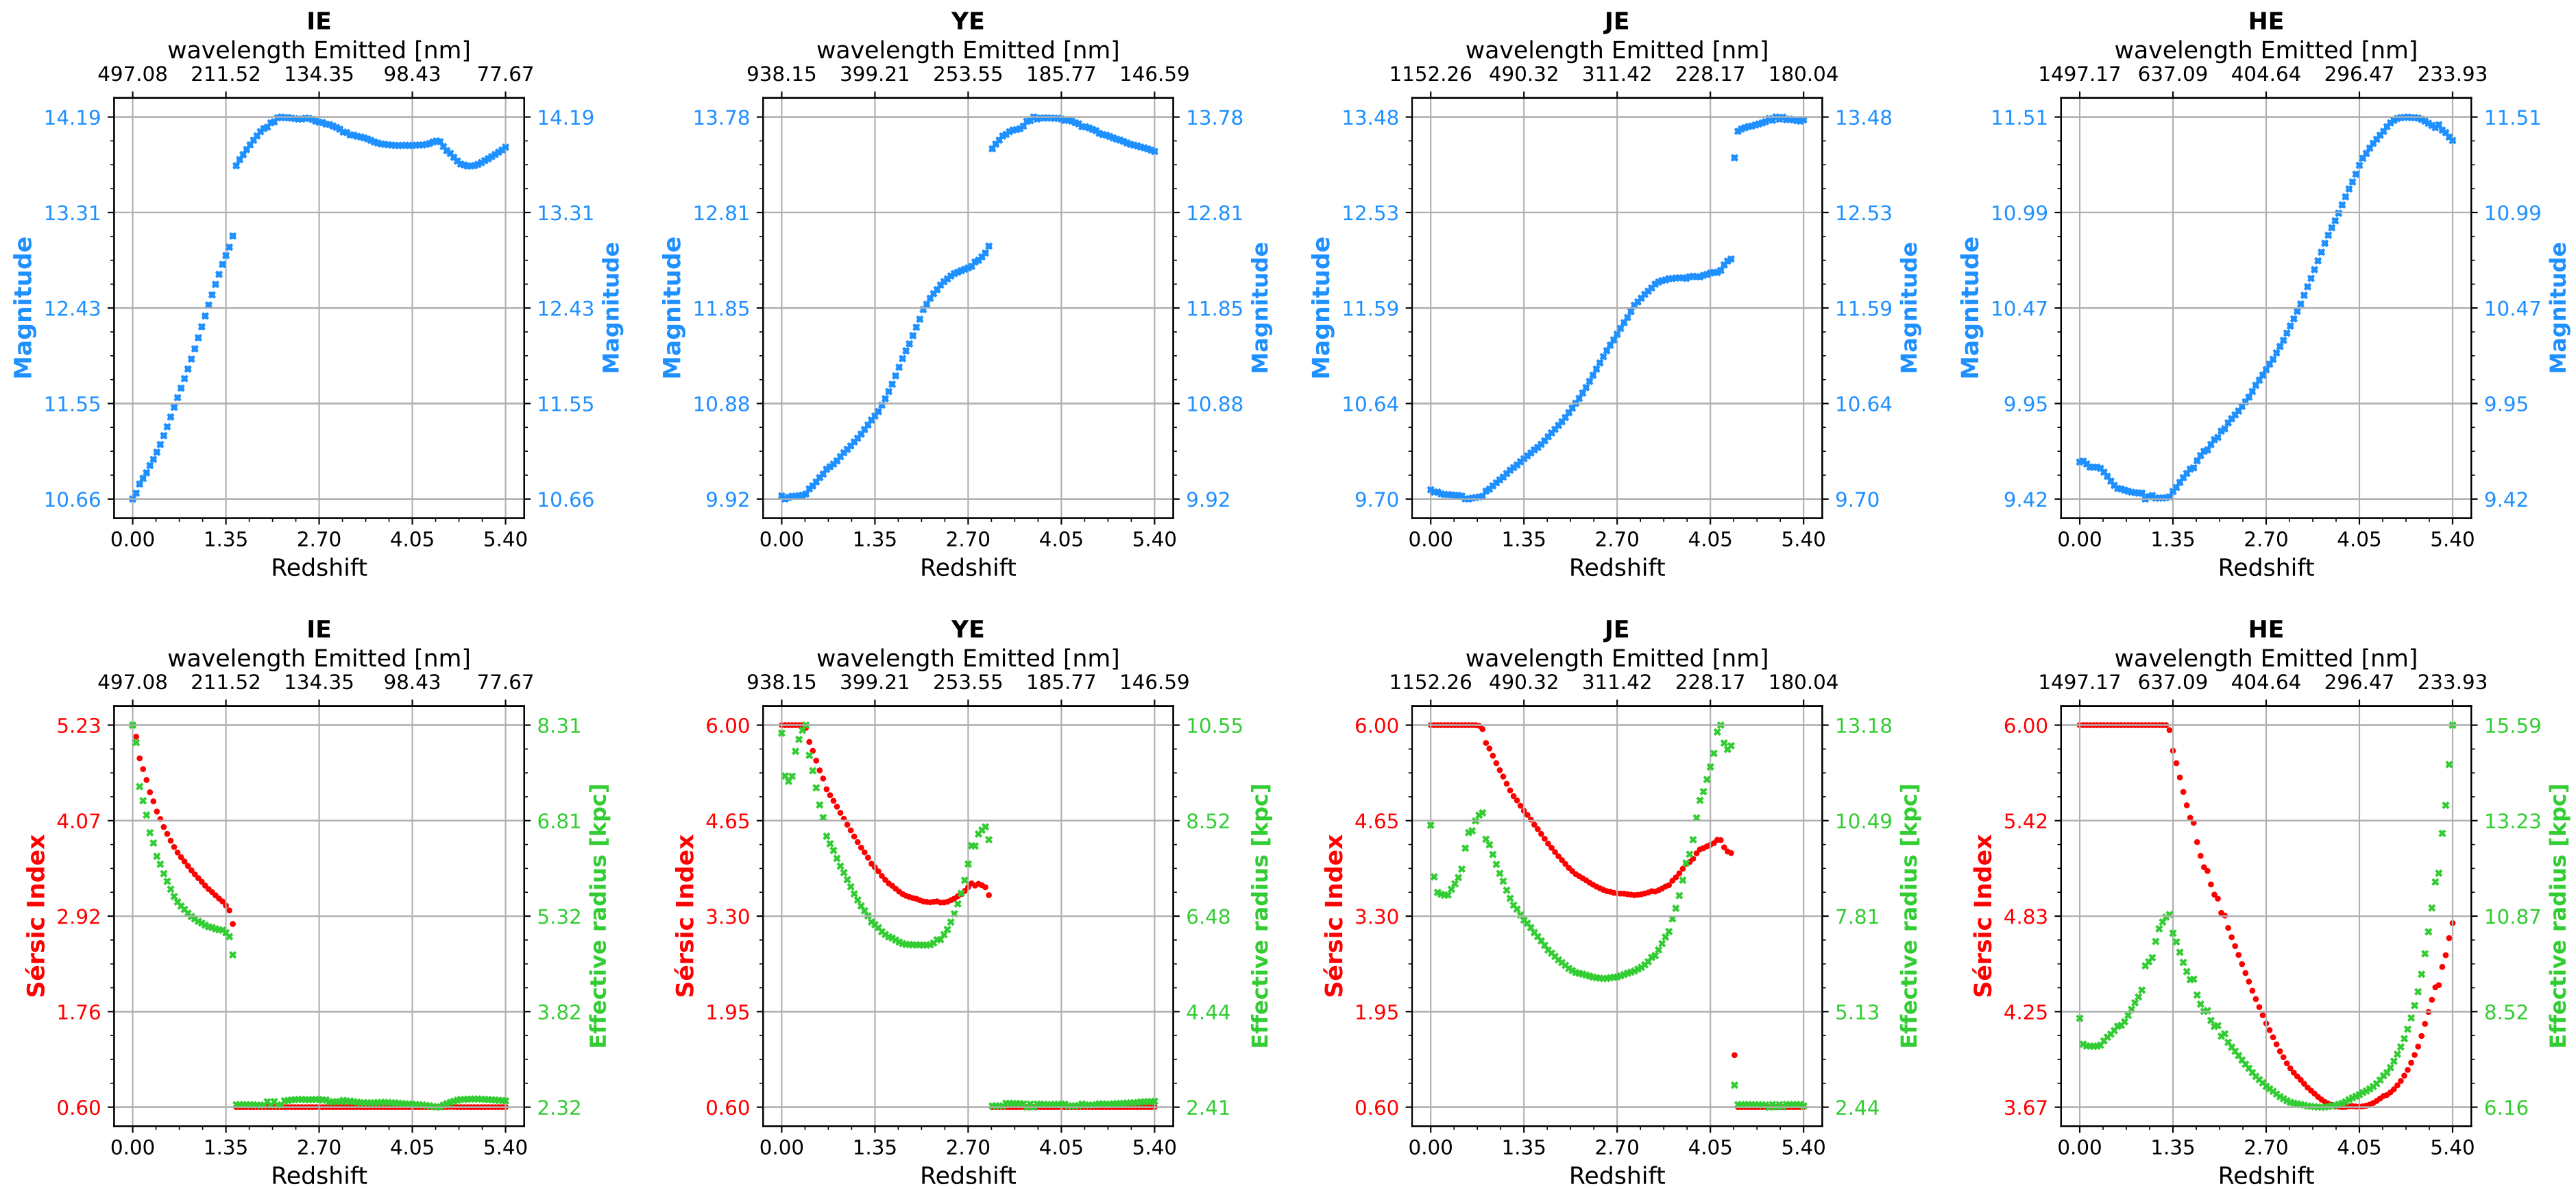 IE
wavelength Emitted [nm]
497.08 211.52 134.35 98.43 77.67
14.19 14.19
13.31 13.31
12.43 12.43
11.55 11.55
10.66 10.66
Magnitude
Magnitude
0.00 1.35 2.70 4.05 5.40
Redshift
YE
wavelength Emitted [nm]
938.15 399.21 253.55 185.77 146.59
13.78 13.78
12.81 12.81
11.85 11.85
10.88 10.88
9.92 9.92
Magnitude
Magnitude
0.00 1.35 2.70 4.05 5.40
Redshift
JE
wavelength Emitted [nm]
1152.26 490.32 311.42 228.17 180.04
13.48 13.48
12.53 12.53
11.59 11.59
10.64 10.64
9.70 9.70
Magnitude
Magnitude
0.00 1.35 2.70 4.05 5.40
Redshift
HE
wavelength Emitted [nm]
1497.17 637.09 404.64 296.47 233.93
11.51 11.51
10.99 10.99
10.47 10.47
9.95 9.95
9.42 9.42
Magnitude
Magnitude
0.00 1.35 2.70 4.05 5.40
Redshift
IE
wavelength Emitted [nm]
497.08 211.52 134.35 98.43 77.67
5.23 8.31
4.07 6.81
2.92 5.32
1.76 3.82
0.60 2.32
Sérsic Index
Effective radius [kpc]
0.00 1.35 2.70 4.05 5.40
Redshift
YE
wavelength Emitted [nm]
938.15 399.21 253.55 185.77 146.59
6.00 10.55
4.65 8.52
3.30 6.48
1.95 4.44
0.60 2.41
Sérsic Index
Effective radius [kpc]
0.00 1.35 2.70 4.05 5.40
Redshift
JE
wavelength Emitted [nm]
1152.26 490.32 311.42 228.17 180.04
6.00 13.18
4.65 10.49
3.30 7.81
1.95 5.13
0.60 2.44
Sérsic Index
Effective radius [kpc]
0.00 1.35 2.70 4.05 5.40
Redshift
HE
wavelength Emitted [nm]
1497.17 637.09 404.64 296.47 233.93
6.00 15.59
5.42 13.23
4.83 10.87
4.25 8.52
3.67 6.16
Sérsic Index
Effective radius [kpc]
0.00 1.35 2.70 4.05 5.40
Redshift